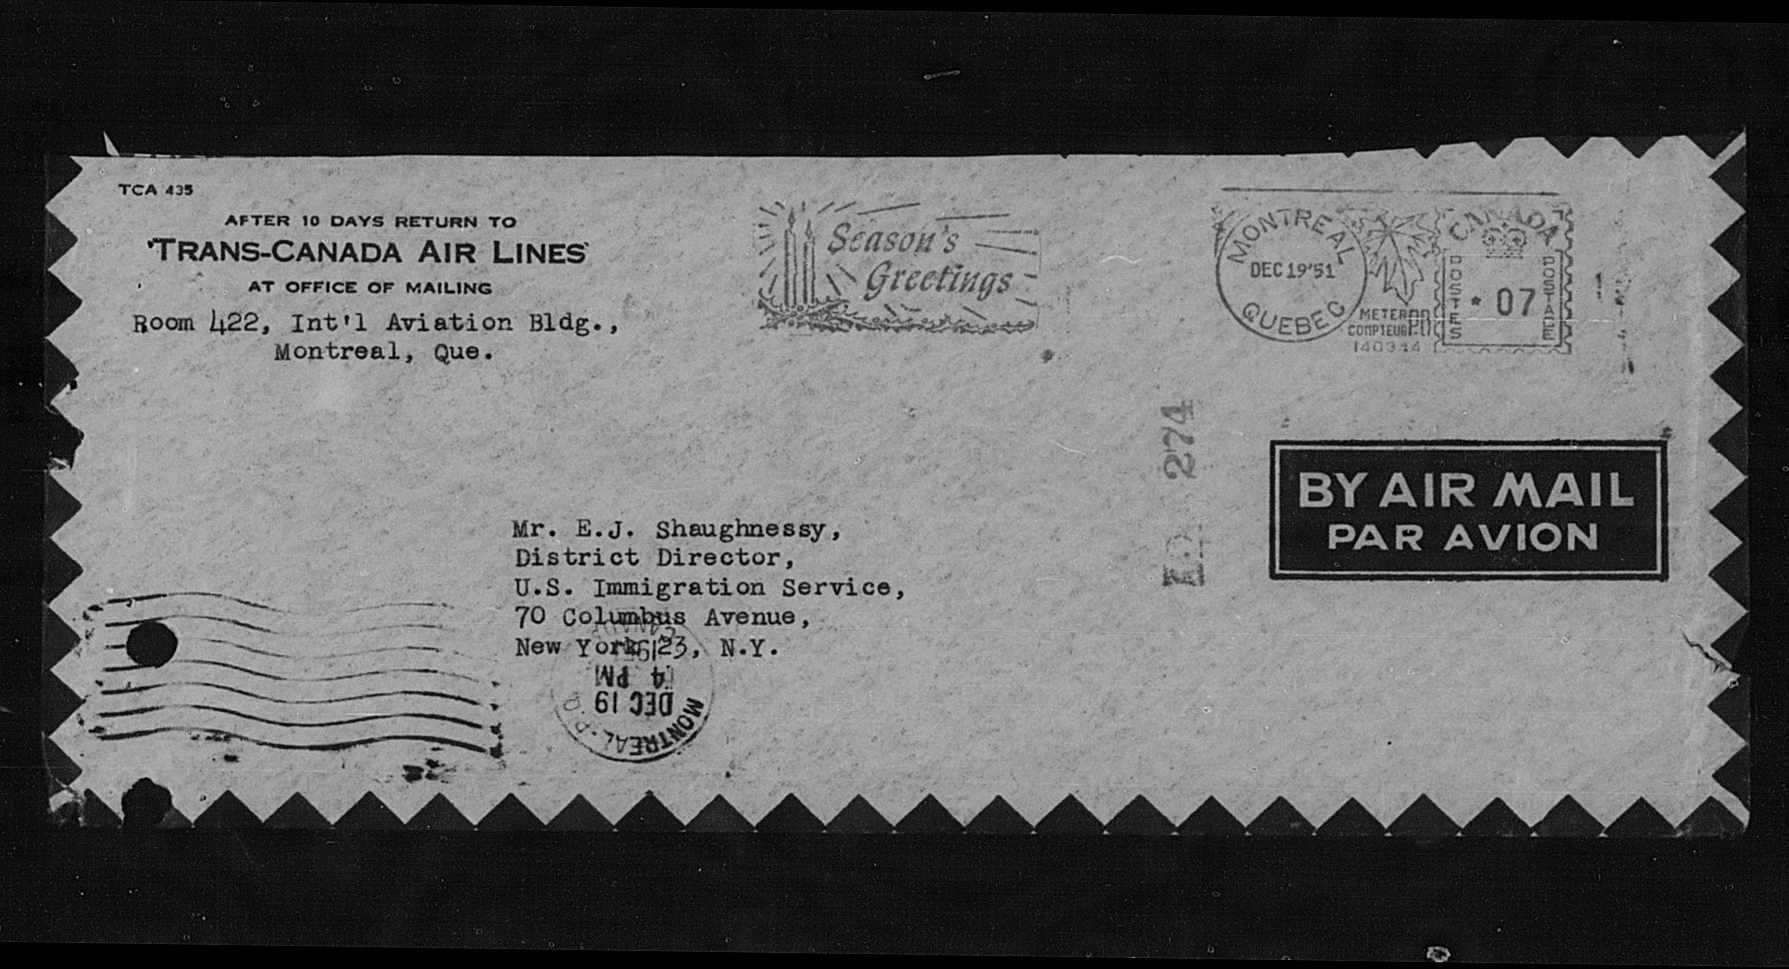 TCA 435
AFTER 10 DAYS RETURN TO
TRANS-CANADA AIR LINES
AT OFFICE OF MAILING
Room 422, Int'l Aviation Bldg.,
Montreal, Que.
Season's
Greetings
MONTREAL
DEC 19'51
QUEBEC
METER
COMPTEUR
140344
CANADA
POSTES
* 07
POSTAGE
274
BY AIR MAIL
PAR AVION
Mr. E.J. Shaughnessy,
District Director,
U.S. Immigration Service,
70 Columbus Avenue,
New York 23, N.Y.
MONTREAL - P.Q.
DEC 19
4 PM
CANADA